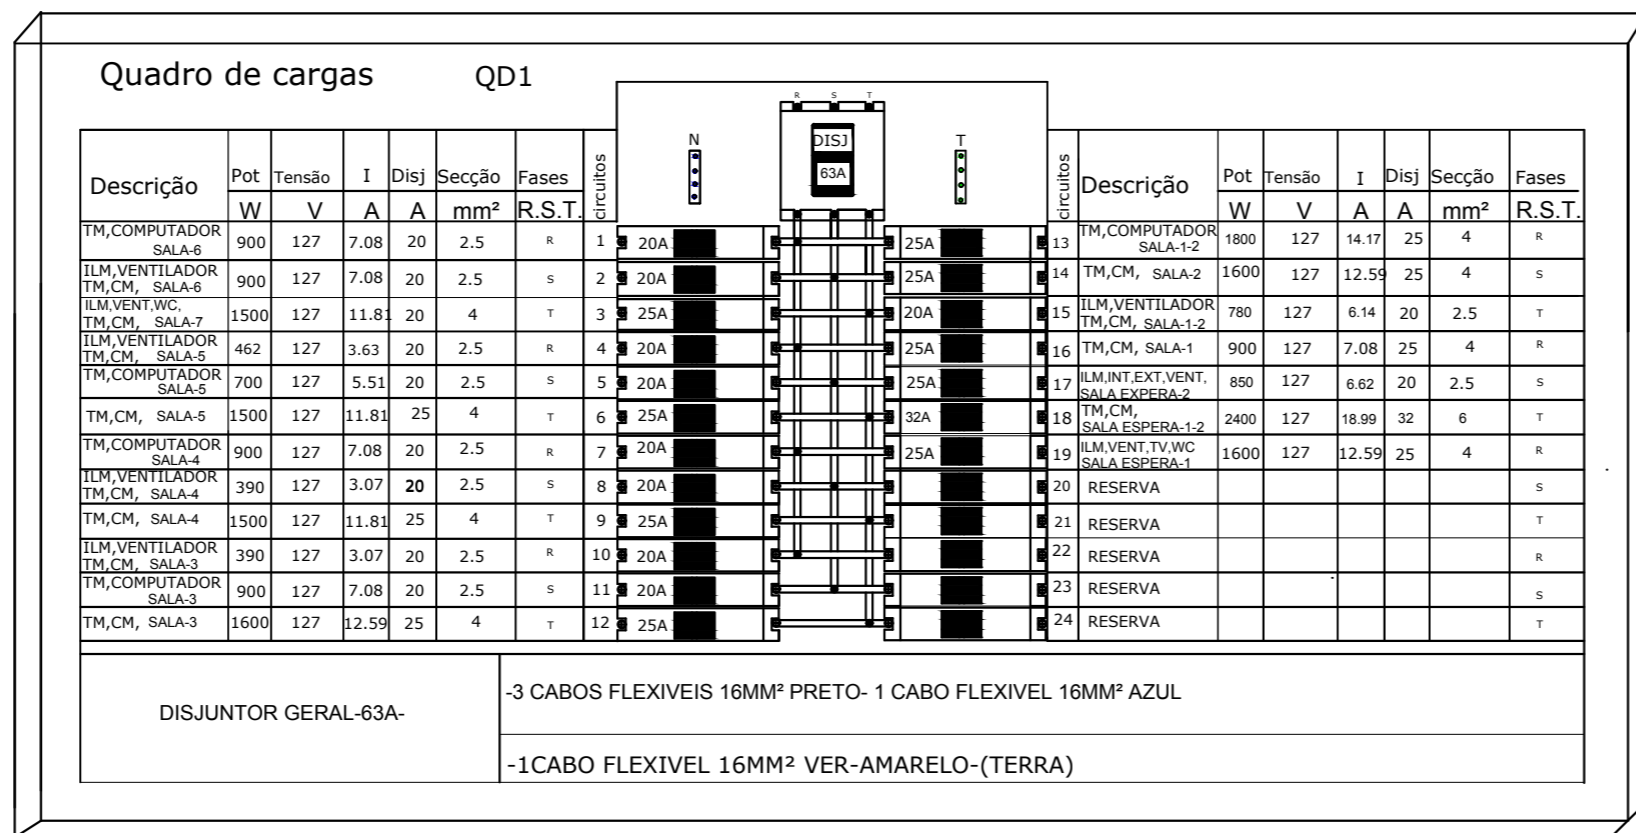 Quadro de cargas QD1
R S T
N DISJ T
63A
Descrição Pot Tensão I Disj Secção Fases circuitos
W V A A mm² R.S.T.
TM,COMPUTADOR
SALA-6 900 127 7.08 20 2.5 R 1 20A
ILM,VENTILADOR
TM,CM, SALA-6 900 127 7.08 20 2.5 S 2 20A
ILM,VENT,WC,
TM,CM, SALA-7 1500 127 11.81 20 4 T 3 25A
ILM,VENTILADOR
TM,CM, SALA-5 462 127 3.63 20 2.5 R 4 20A
TM,COMPUTADOR
SALA-5 700 127 5.51 20 2.5 S 5 20A
TM,CM, SALA-5 1500 127 11.81 25 4 T 6 25A
TM,COMPUTADOR
SALA-4 900 127 7.08 20 2.5 R 7 20A
ILM,VENTILADOR
TM,CM, SALA-4 390 127 3.07 20 2.5 S 8 20A
TM,CM, SALA-4 1500 127 11.81 25 4 T 9 25A
ILM,VENTILADOR
TM,CM, SALA-3 390 127 3.07 20 2.5 R 10 20A
TM,COMPUTADOR
SALA-3 900 127 7.08 20 2.5 S 11 20A
TM,CM, SALA-3 1600 127 12.59 25 4 T 12 25A
circuitos Descrição Pot Tensão I Disj Secção Fases
W V A A mm² R.S.T.
25A 13 TM,COMPUTADOR
SALA-1-2 1800 127 14.17 25 4 R
25A 14 TM,CM, SALA-2 1600 127 12.59 25 4 S
20A 15 ILM,VENTILADOR
TM,CM, SALA-1-2 780 127 6.14 20 2.5 T
25A 16 TM,CM, SALA-1 900 127 7.08 25 4 R
25A 17 ILM,INT,EXT,VENT,
SALA EXPERA-2 850 127 6.62 20 2.5 S
32A 18 TM,CM,
SALA ESPERA-1-2 2400 127 18.99 32 6 T
25A 19 ILM,VENT,TV,WC
SALA ESPERA-1 1600 127 12.59 25 4 R
20 RESERVA S
21 RESERVA T
22 RESERVA R
23 RESERVA S
24 RESERVA T
DISJUNTOR GERAL-63A-
-3 CABOS FLEXIVEIS 16MM² PRETO- 1 CABO FLEXIVEL 16MM² AZUL
-1CABO FLEXIVEL 16MM² VER-AMARELO-(TERRA)